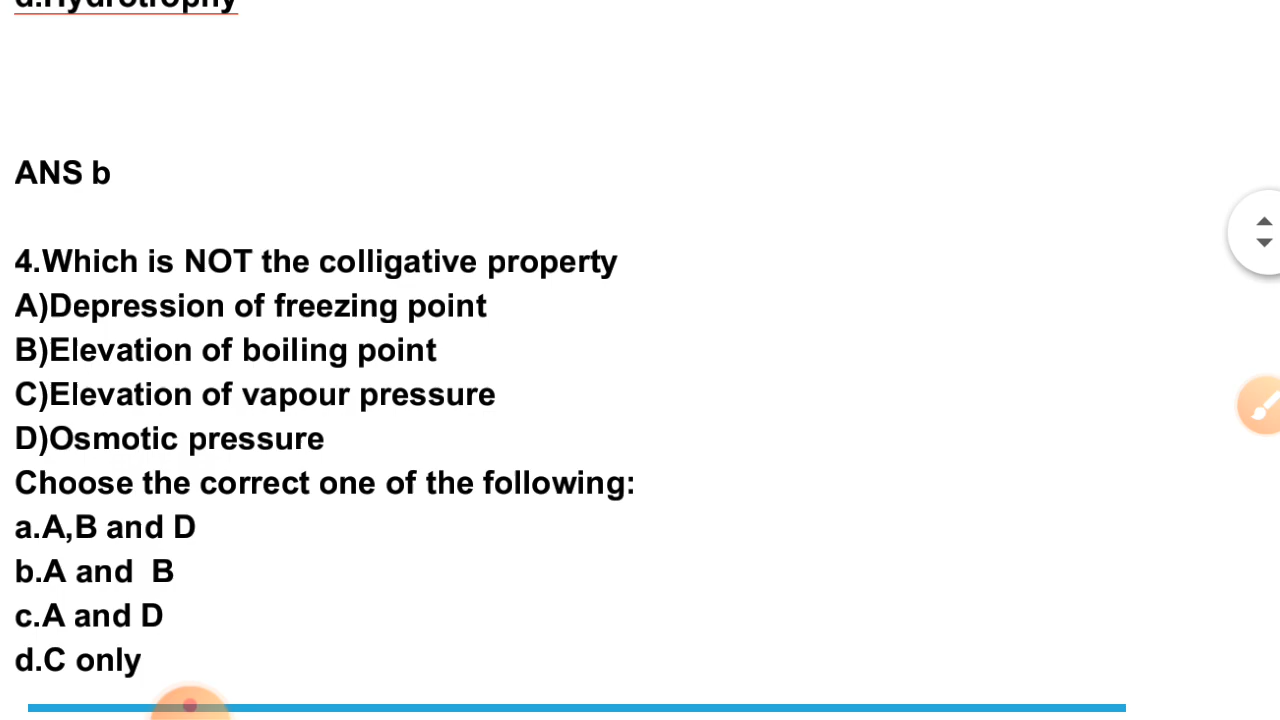 d.Hydrotrophy
ANS b
4.Which is NOT the colligative property
A)Depression of freezing point
B)Elevation of boiling point
C)Elevation of vapour pressure
D)Osmotic pressure
Choose the correct one of the following:
a.A,B and D
b.A and  B
c.A and D
d.C only